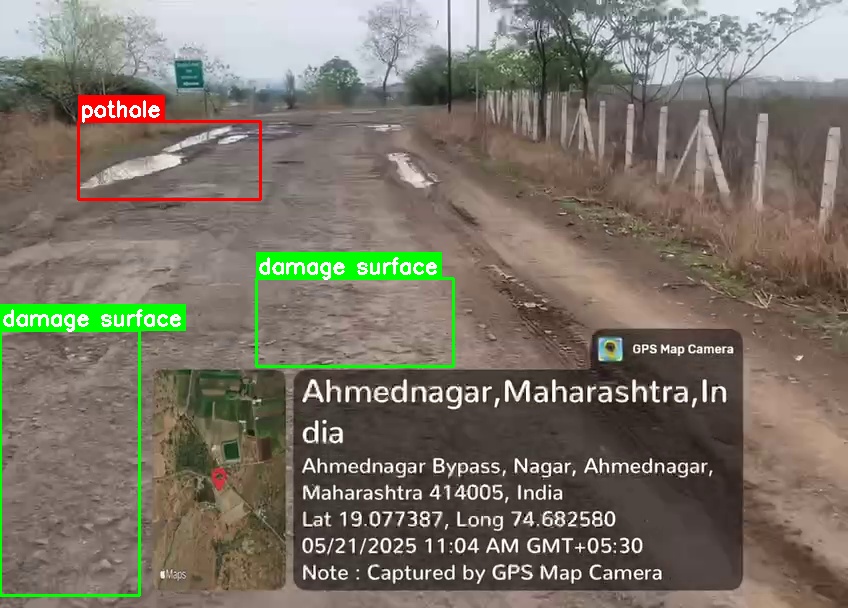 pothole
damage surface
damage surface
GPS Map Camera
Ahmednagar,Maharashtra,In
dia
Ahmednagar Bypass, Nagar, Ahmednagar,
Maharashtra 414005, India
Lat 19.077387, Long 74.682580
05/21/2025 11:04 AM GMT+05:30
Note : Captured by GPS Map Camera
Maps